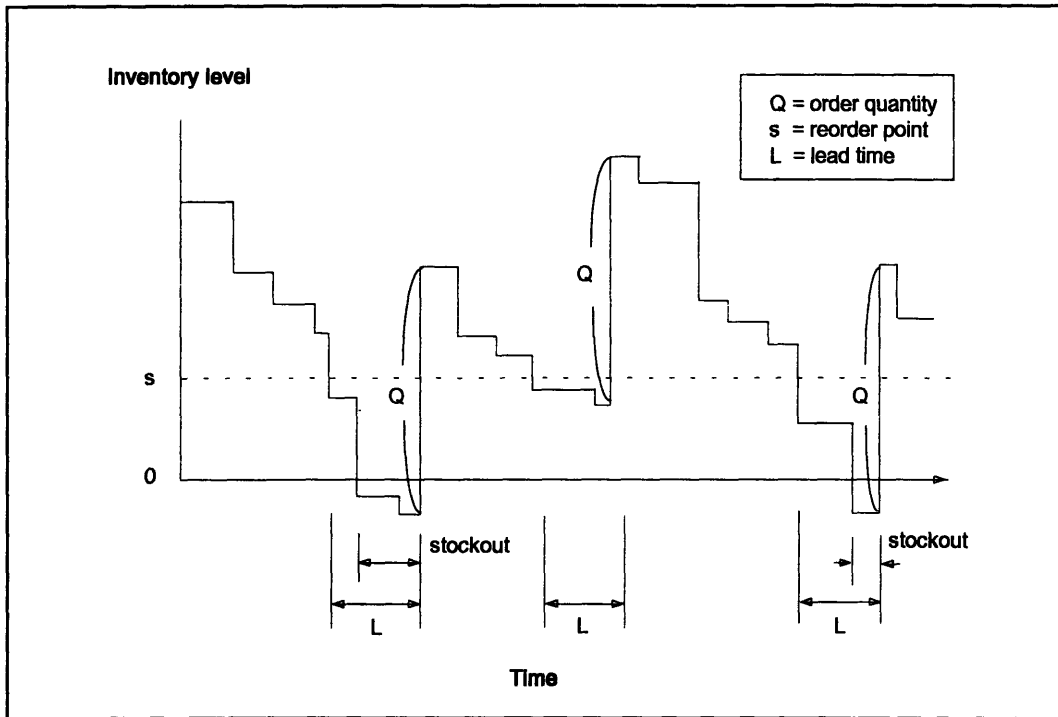 Inventory level
Q = order quantity
s = reorder point
L = lead time
Q
s
Q
Q
0
stockout
stockout
L
L
L
Time